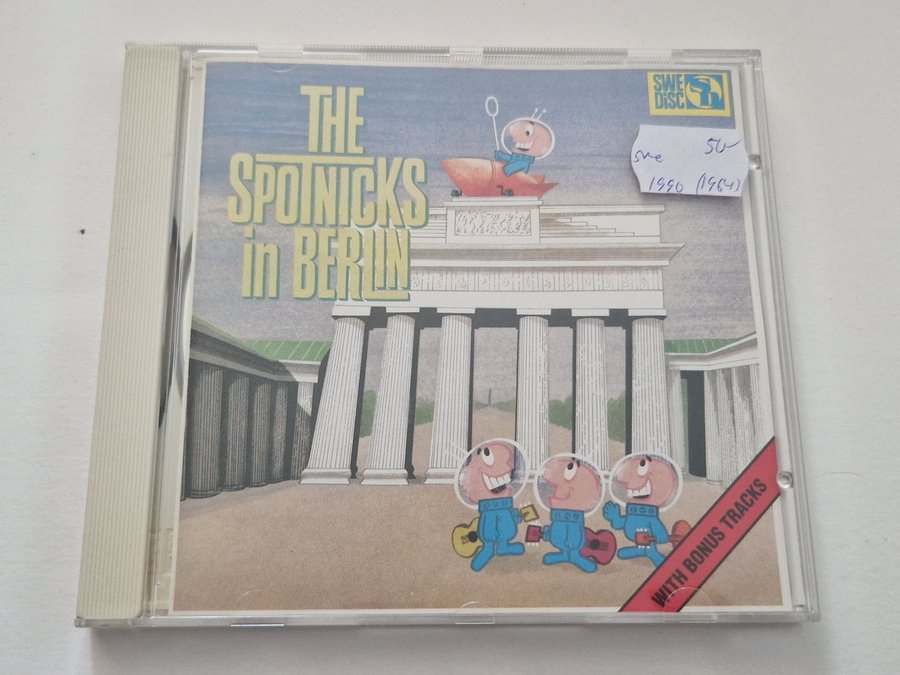 THE
SPOTNICKS
in BERLIN
SWE
DISC
sve 50:-
1990 (1964)
WITH BONUS TRACKS